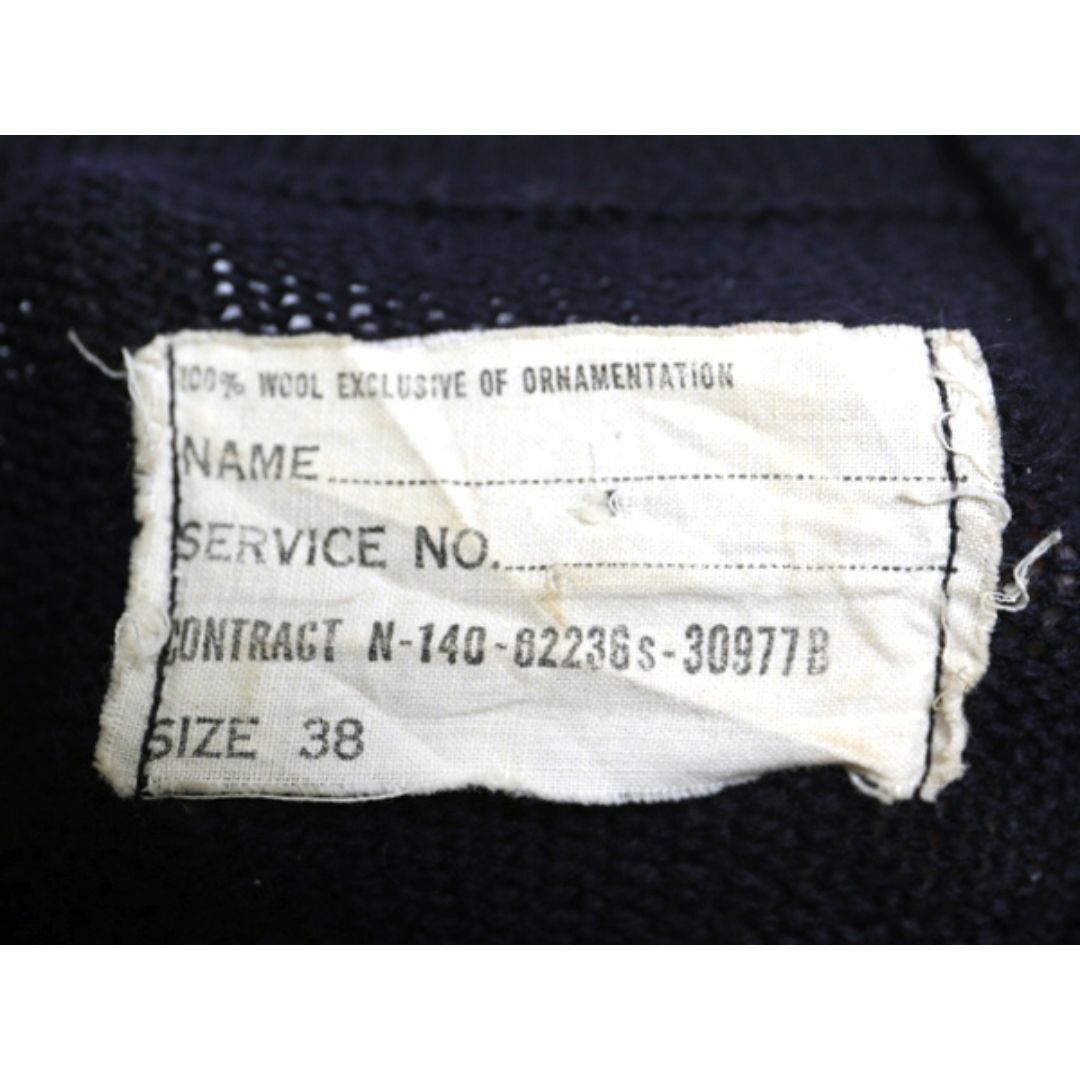 100% WOOL EXCLUSIVE OF ORNAMENTATION
NAME
SERVICE NO.
CONTRACT N-140-62236s-30977B
SIZE 38